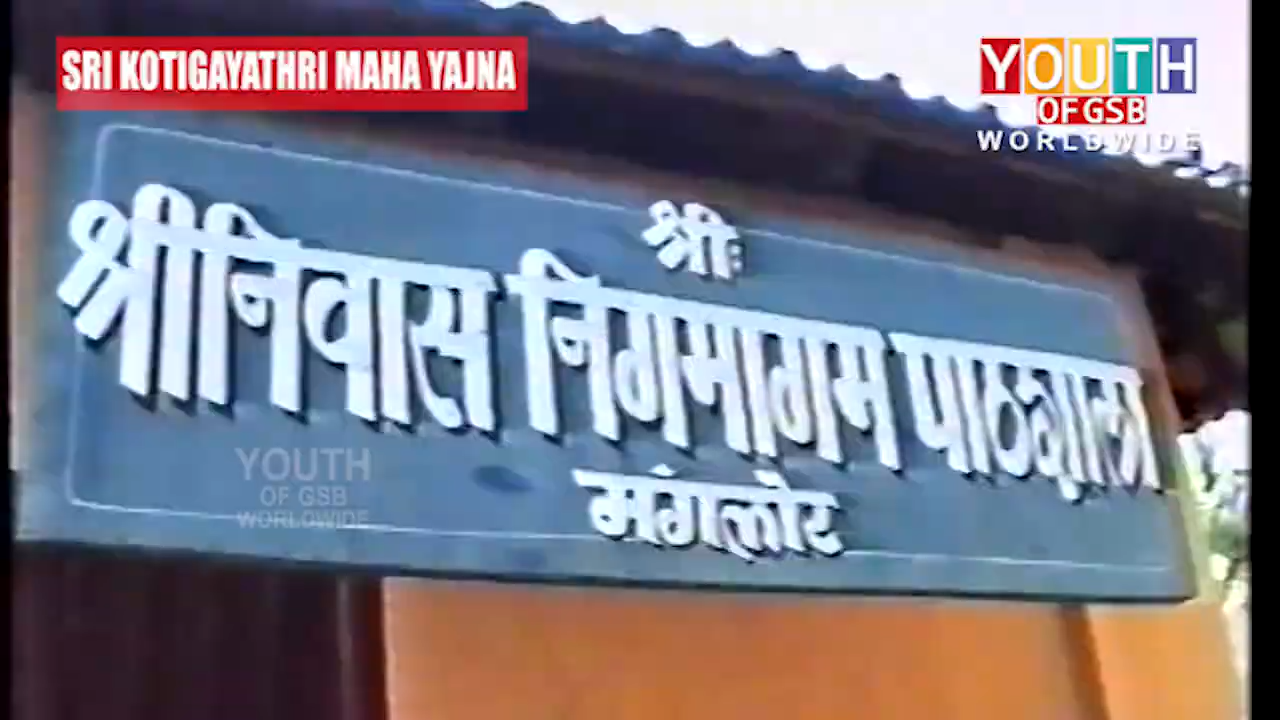 SRI KOTIGAYATHRI MAHA YAJNA
YOUTH
OF GSB
WORLDWIDE
श्रीः
श्रीनिवास निगमागम पाठशाला
मंगलोर
YOUTH
OF GSB
WORLDWIDE